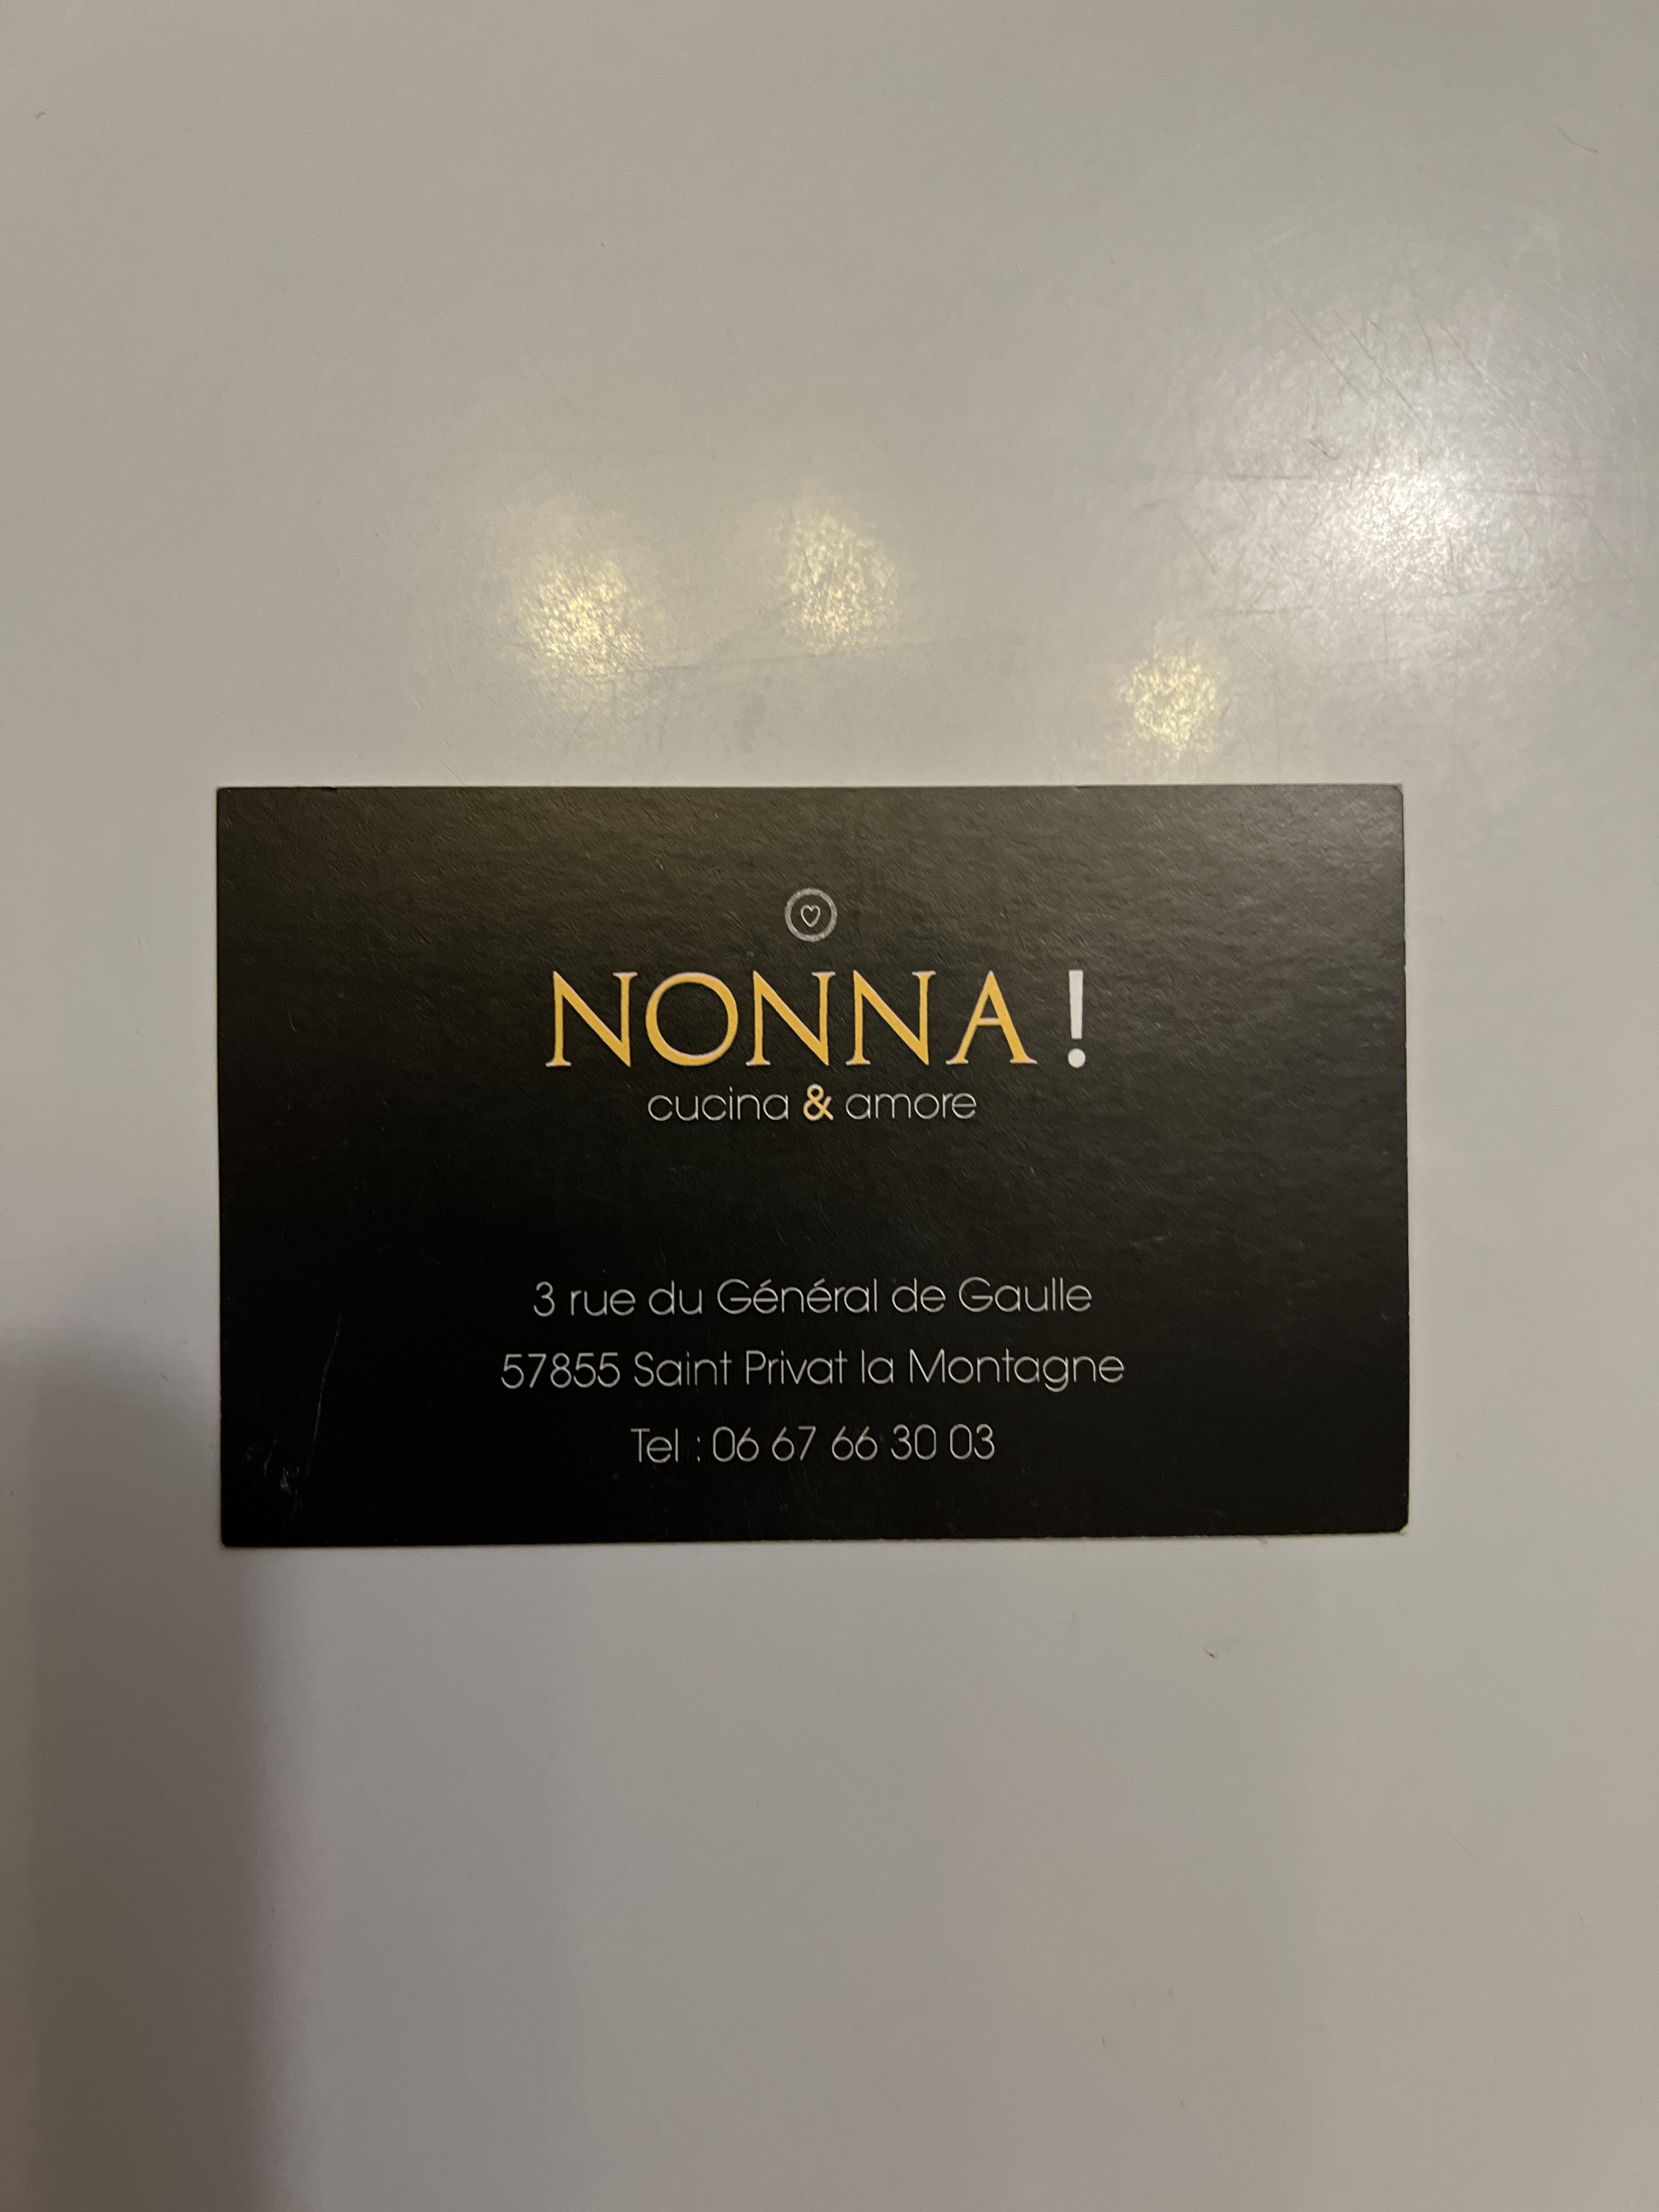 NONNA !
cucina & amore
3 rue du Général de Gaulle
57855 Saint Privat la Montagne
Tel : 06 67 66 30 03